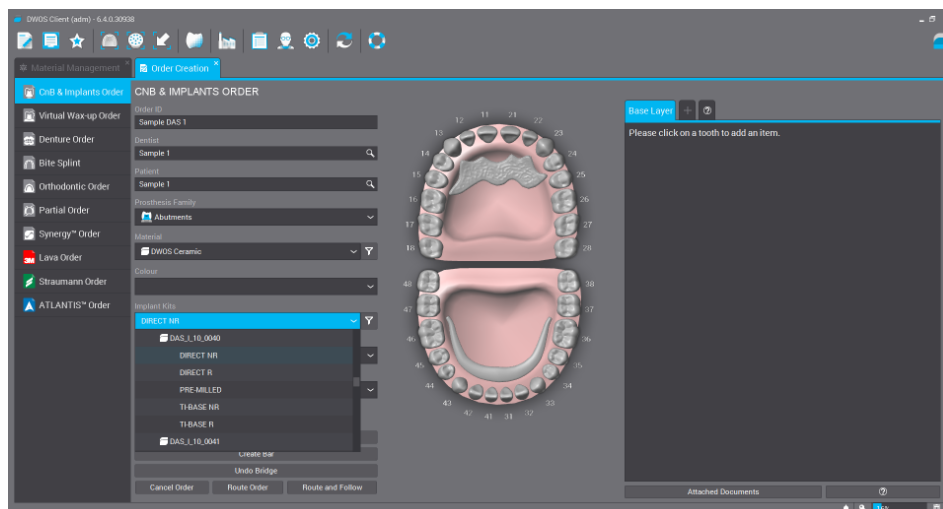 DWOS Client (adm) - 6.4.0.30938
Material Management
Order Creation
CnB & Implants Order
Virtual Wax-up Order
Denture Order
Bite Splint
Orthodontic Order
Partial Order
Synergy™ Order
Lava Order
Straumann Order
ATLANTIS™ Order
CNB & IMPLANTS ORDER
Order ID
Sample DAS 1
Dentist
Sample 1
Patient
Sample 1
Prosthesis Family
Abutments
Material
DWOS Ceramic
Colour
Implant Kits
DIRECT NR
DAS_I_10_0040
DIRECT NR
DIRECT R
PRE-MILLED
TI-BASE NR
TI-BASE R
DAS_I_10_0041
Create Bar
Undo Bridge
Cancel Order
Route Order
Route and Follow
12 11 21 22
13 23
14 24
15 25
16 26
17 27
18 28
48 38
47 37
46 36
45 35
44 34
43 33
42 41 31 32
Base Layer + ?
Please click on a tooth to add an item.
Attached Documents ?